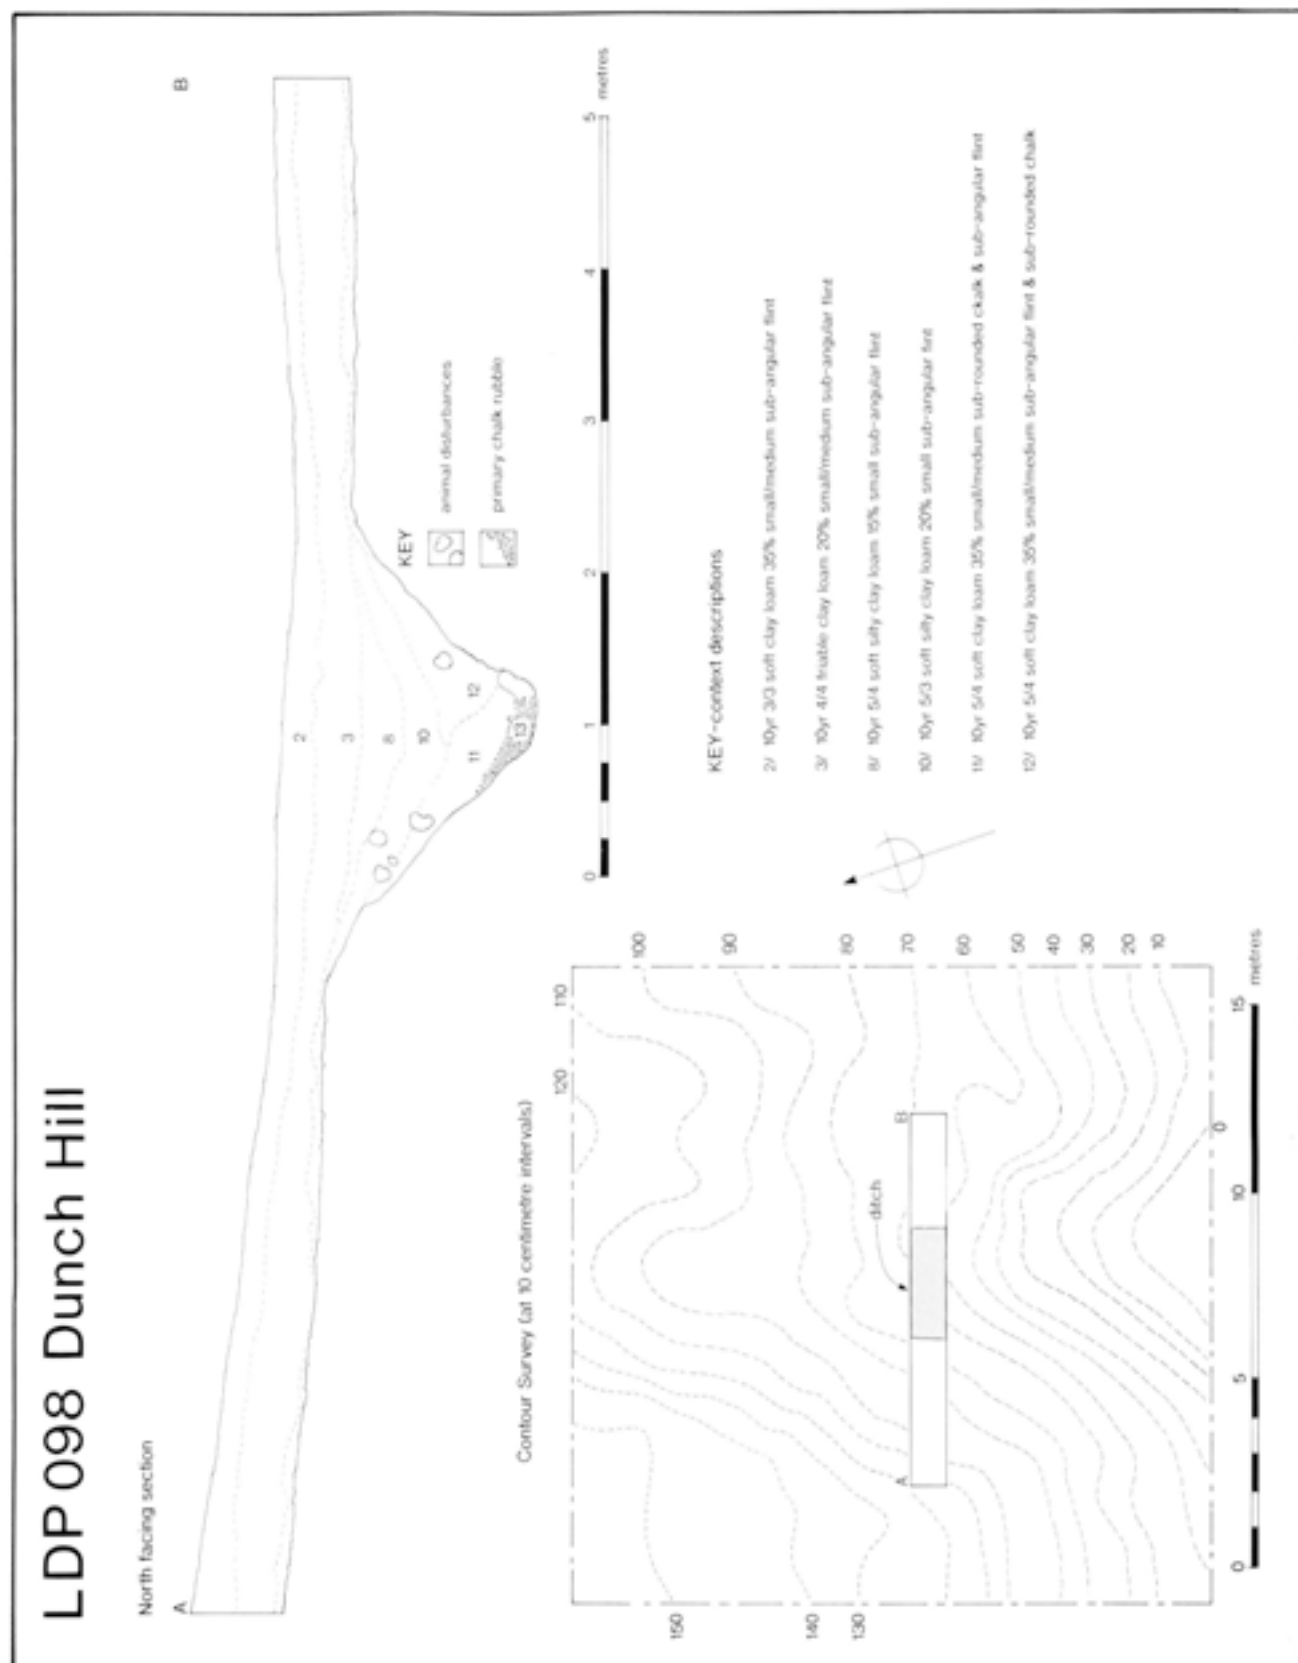 LDP 098 Dunch Hill
North facing section
A
B
2
3
8
10
11
12
13
KEY
animal disturbances
primary chalk rubble
0 1 2 3 4 5 metres
Contour Survey (at 10 centimetre intervals)
120 110
100
90
80
70
60
50
40
30
20
10
0
150
140
130
A
B
ditch
0 5 10 15 metres
KEY-context descriptions
2/ 10yr 3/3 soft clay loam 35% small/medium sub-angular flint
3/ 10yr 4/4 friable clay loam 20% small/medium sub-angular flint
8/ 10yr 5/4 soft silty clay loam 15% small sub-angular flint
10/ 10yr 5/3 soft silty clay loam 20% small sub-angular flint
11/ 10yr 5/4 soft clay loam 35% small/medium sub-rounded ckalk & sub-angular flint
12/ 10yr 5/4 soft clay loam 35% small/medium sub-angular flint & sub-rounded chalk